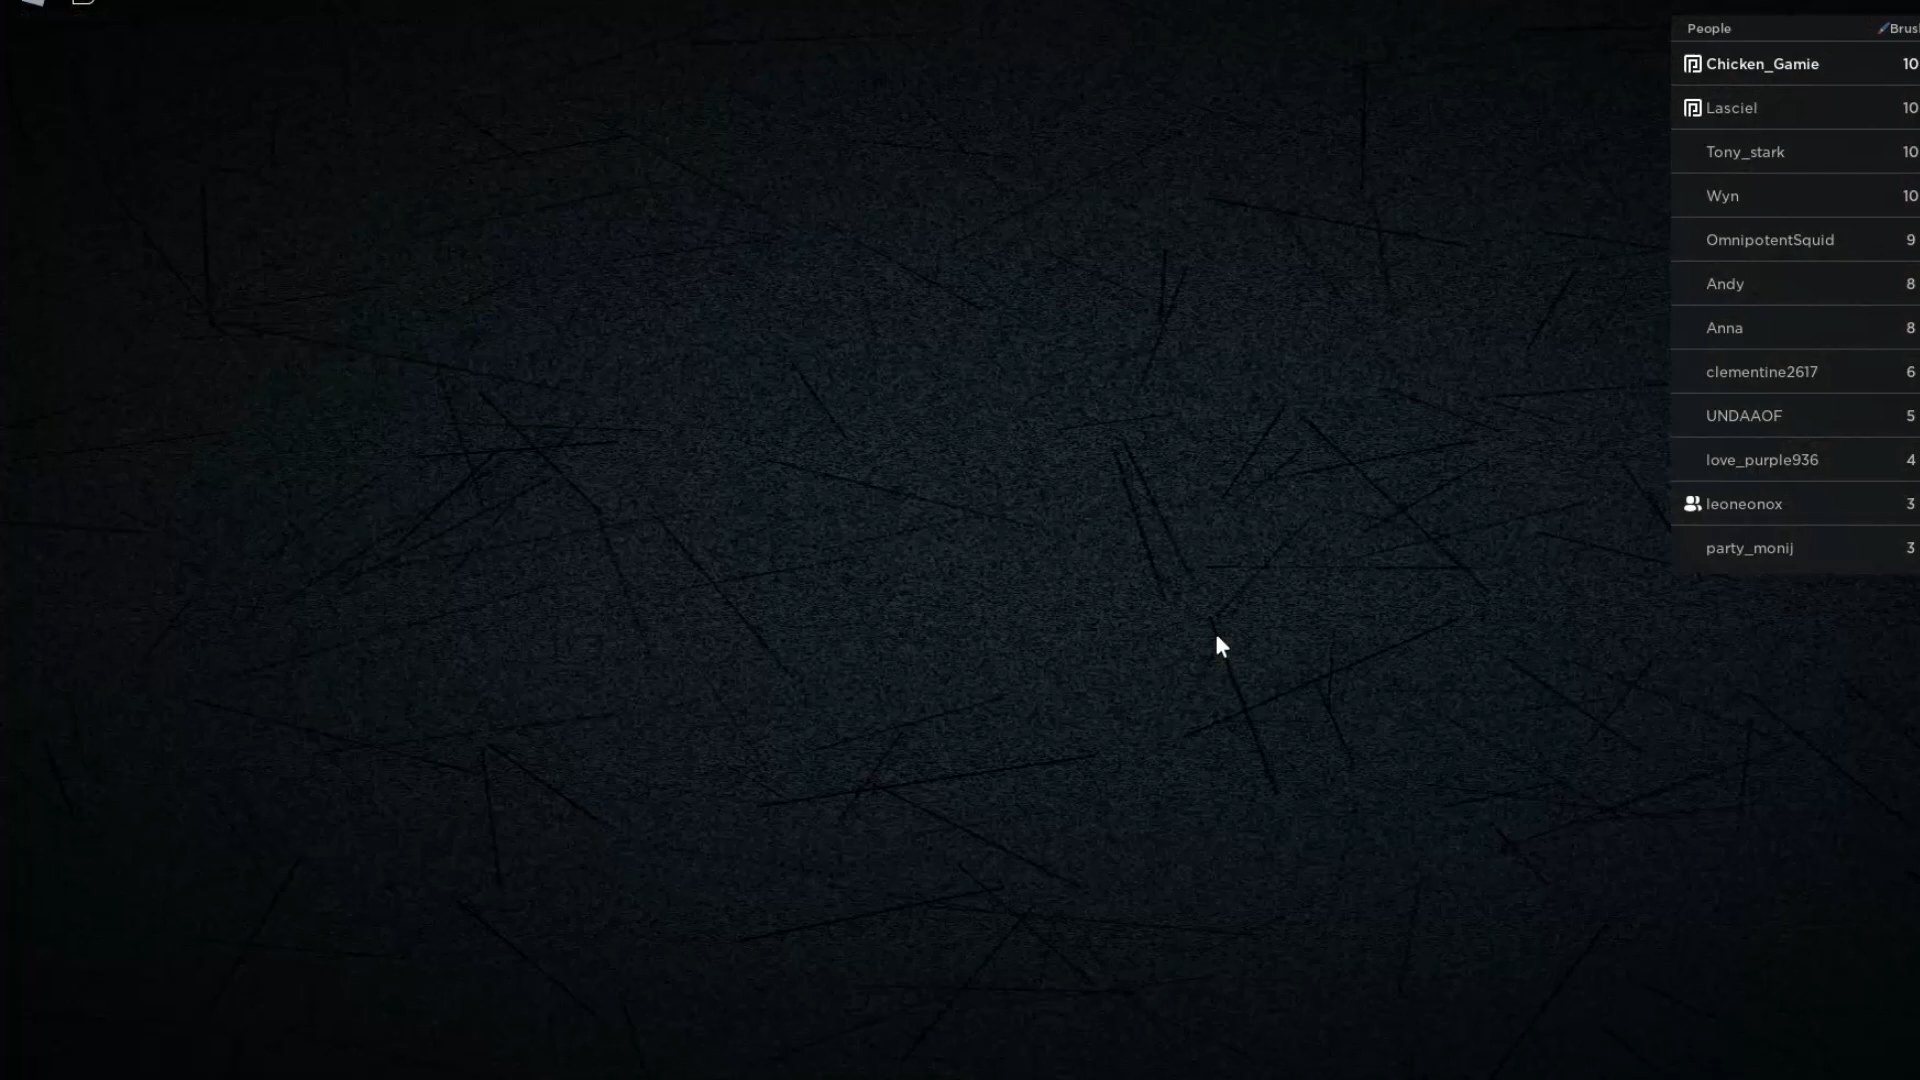 People Brus
Chicken_Gamie 10
Lasciel 10
Tony_stark 10
Wyn 10
OmnipotentSquid 9
Andy 8
Anna 8
clementine2617 6
UNDAAOF 5
love_purple936 4
leoneonox 3
party_monij 3